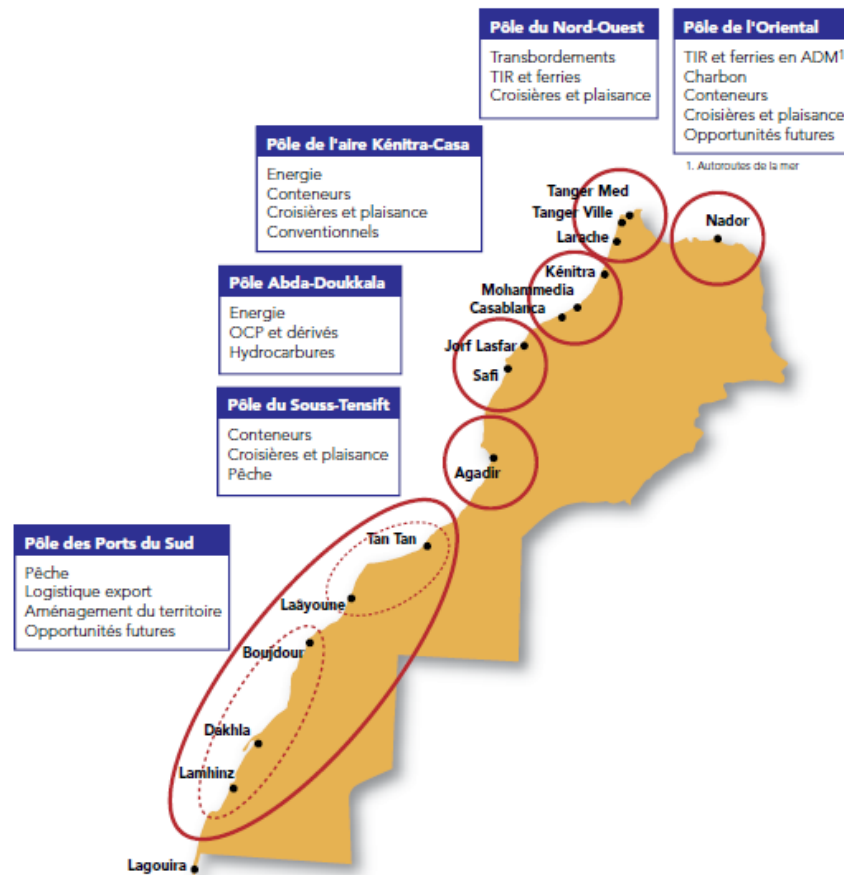 Pôle du Nord-Ouest
Transbordements
TIR et ferries
Croisières et plaisance
Pôle de l'Oriental
TIR et ferries en ADM¹
Charbon
Conteneurs
Croisières et plaisance
Opportunités futures
1. Autoroutes de la mer
Pôle de l'aire Kénitra-Casa
Energie
Conteneurs
Croisières et plaisance
Conventionnels
Pôle Abda-Doukkala
Energie
OCP et dérivés
Hydrocarbures
Pôle du Souss-Tensift
Conteneurs
Croisières et plaisance
Pêche
Pôle des Ports du Sud
Pêche
Logistique export
Aménagement du territoire
Opportunités futures
Tanger Med
Tanger Ville
Larache
Nador
Kénitra
Mohammedia
Casablanca
Jorf Lasfar
Safi
Agadir
Tan Tan
Laâyoune
Boujdour
Dakhla
Lamhinz
Lagouira